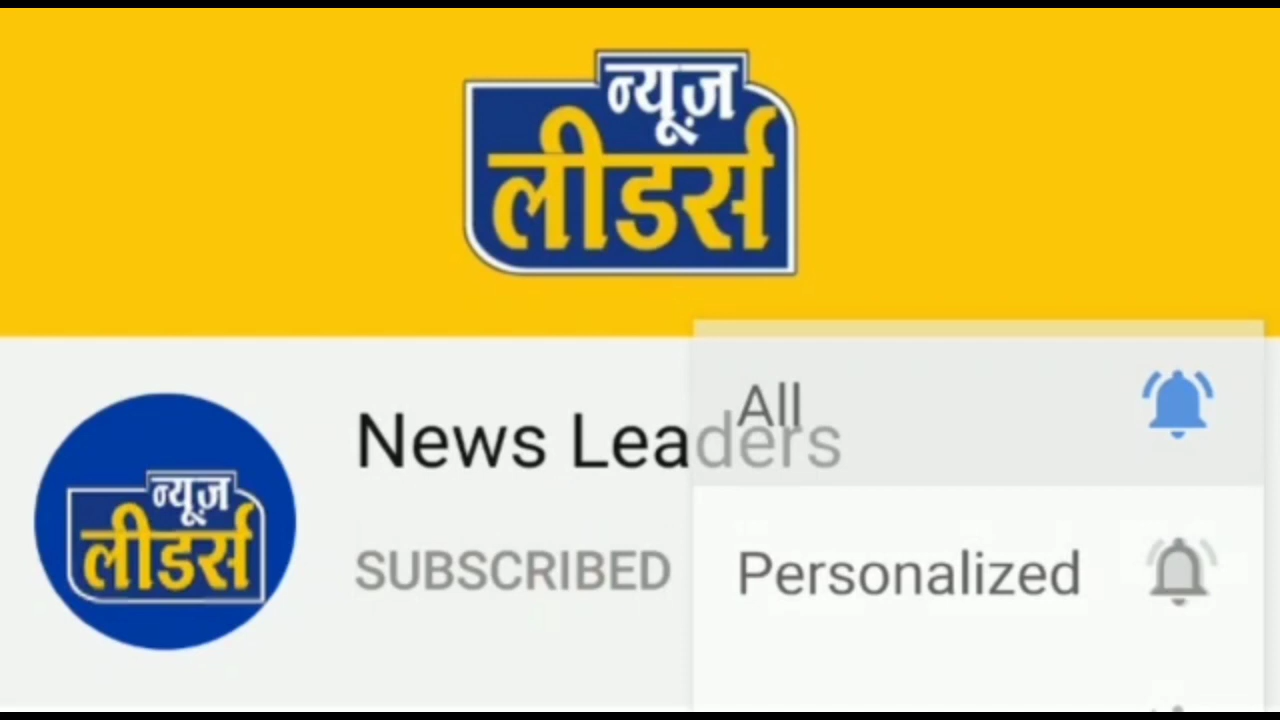 न्यूज़
लीडर्स
न्यूज़
लीडर्स
News Leaders
SUBSCRIBED
All
Personalized